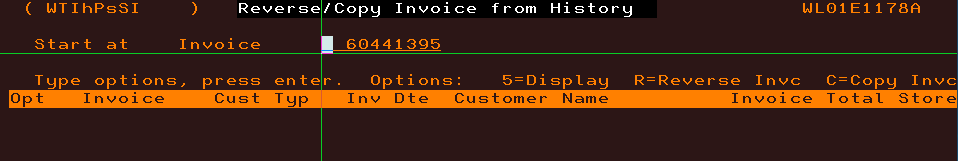 ( WTIhPsSI    ) Reverse/Copy Invoice from History WL01E1178A
Start at Invoice 60441395
Type options, press enter. Options: 5=Display R=Reverse Invc C=Copy Invc
Opt Invoice Cust Typ Inv Dte Customer Name Invoice Total Store